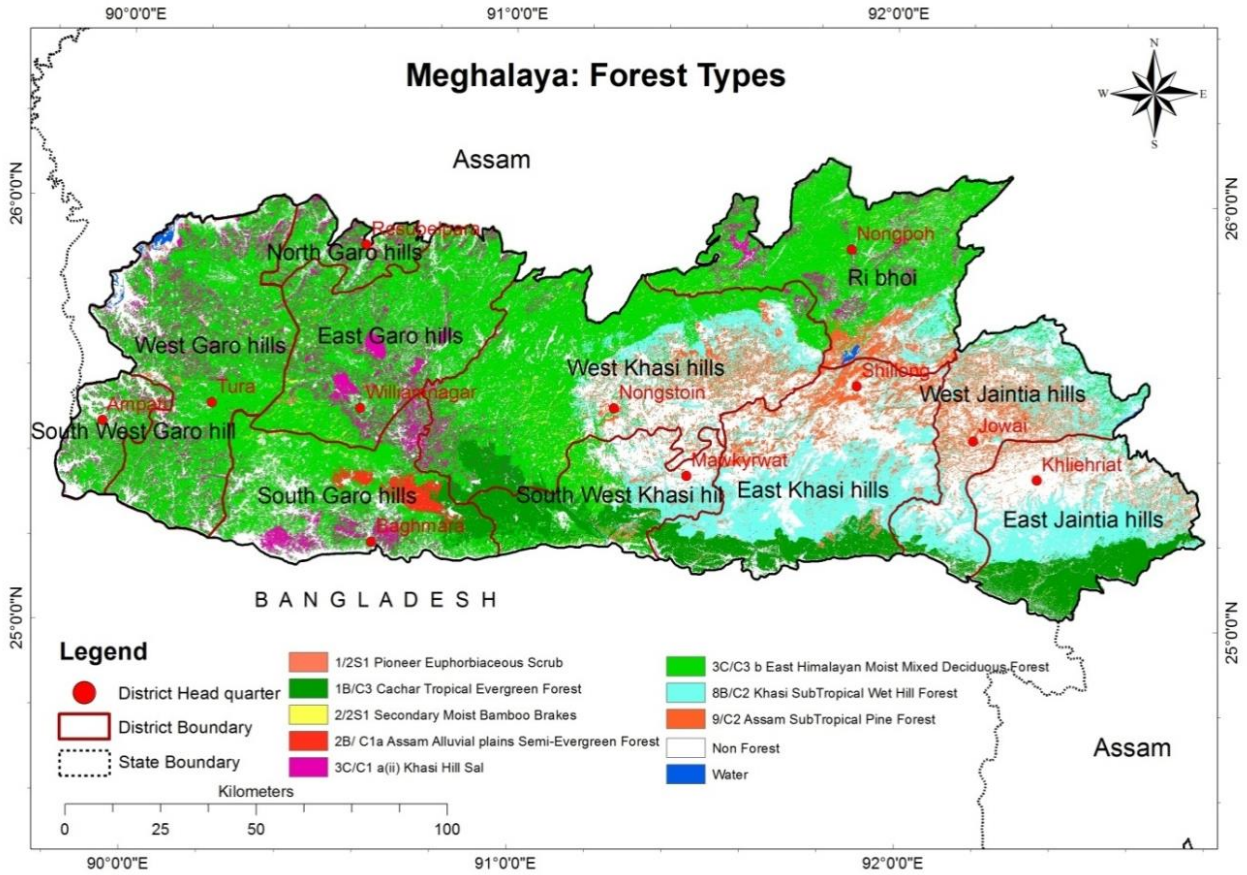 90°0'0"E 91°0'0"E 92°0'0"E
Meghalaya: Forest Types
N
W E
S
Assam
26°0'0"N 26°0'0"N
Resubelpara
North Garo hills
Nongpoh
Ri bhoi
East Garo hills
West Garo hills
West Khasi hills
Shillong
Tura
Williamnagar
Nongstoin
West Jaintia hills
Ampati
South West Garo hill
Jowai
Mawkyrwat
Khliehriat
South Garo hills
South West Khasi hil
East Khasi hills
East Jaintia hills
Baghmara
BANGLADESH
25°0'0"N 25°0'0"N
Legend
District Head quarter
District Boundary
State Boundary
1/2S1 Pioneer Euphorbiaceous Scrub
1B/C3 Cachar Tropical Evergreen Forest
2/2S1 Secondary Moist Bamboo Brakes
2B/ C1a Assam Alluvial plains Semi-Evergreen Forest
3C/C1 a(ii) Khasi Hill Sal
3C/C3 b East Himalayan Moist Mixed Deciduous Forest
8B/C2 Khasi SubTropical Wet Hill Forest
9/C2 Assam SubTropical Pine Forest
Non Forest
Water
Assam
Kilometers
0 25 50 100
90°0'0"E 91°0'0"E 92°0'0"E